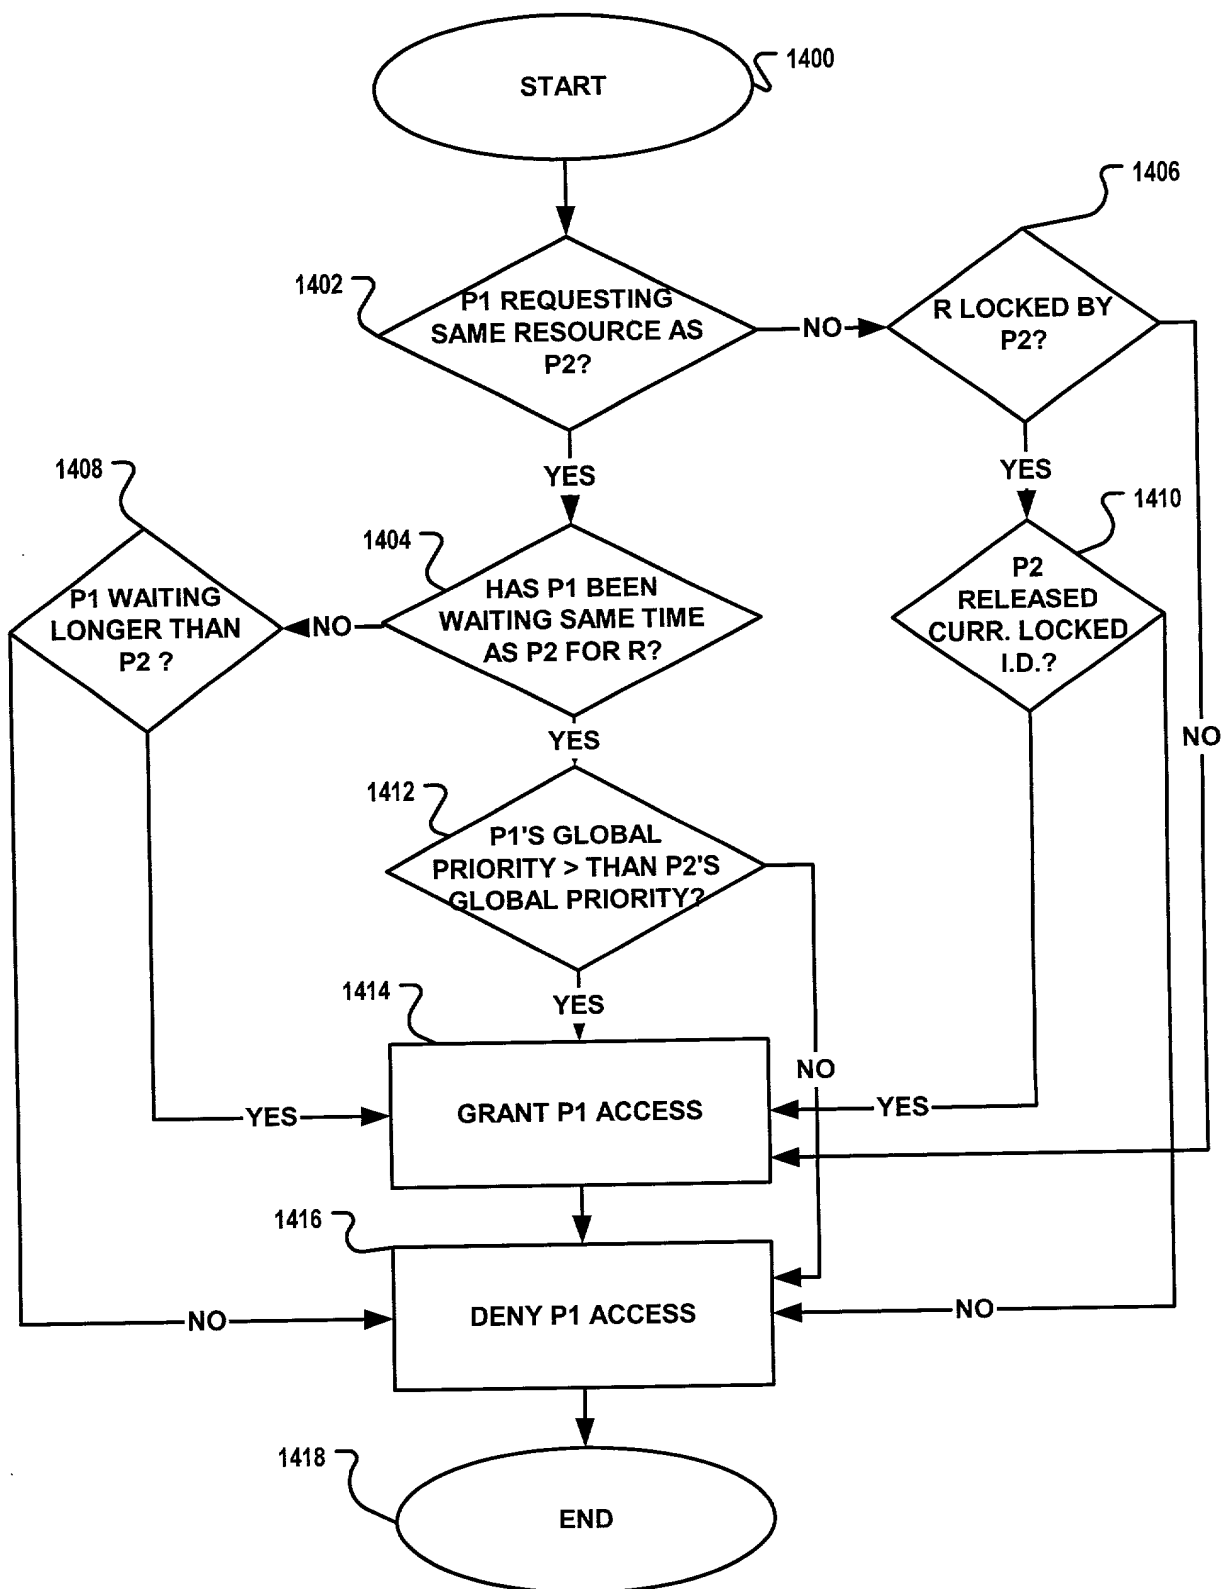 START
1400
1406
1402
P1 REQUESTING
SAME RESOURCE AS
P2?
NO
R LOCKED BY
P2?
YES
YES
1408
1410
1404
P1 WAITING
LONGER THAN
P2 ?
NO
HAS P1 BEEN
WAITING SAME TIME
AS P2 FOR R?
P2
RELEASED
CURR. LOCKED
I.D.?
YES
NO
1412
P1'S GLOBAL
PRIORITY > THAN P2'S
GLOBAL PRIORITY?
1414
YES
NO
YES
GRANT P1 ACCESS
YES
1416
NO
DENY P1 ACCESS
NO
1418
END